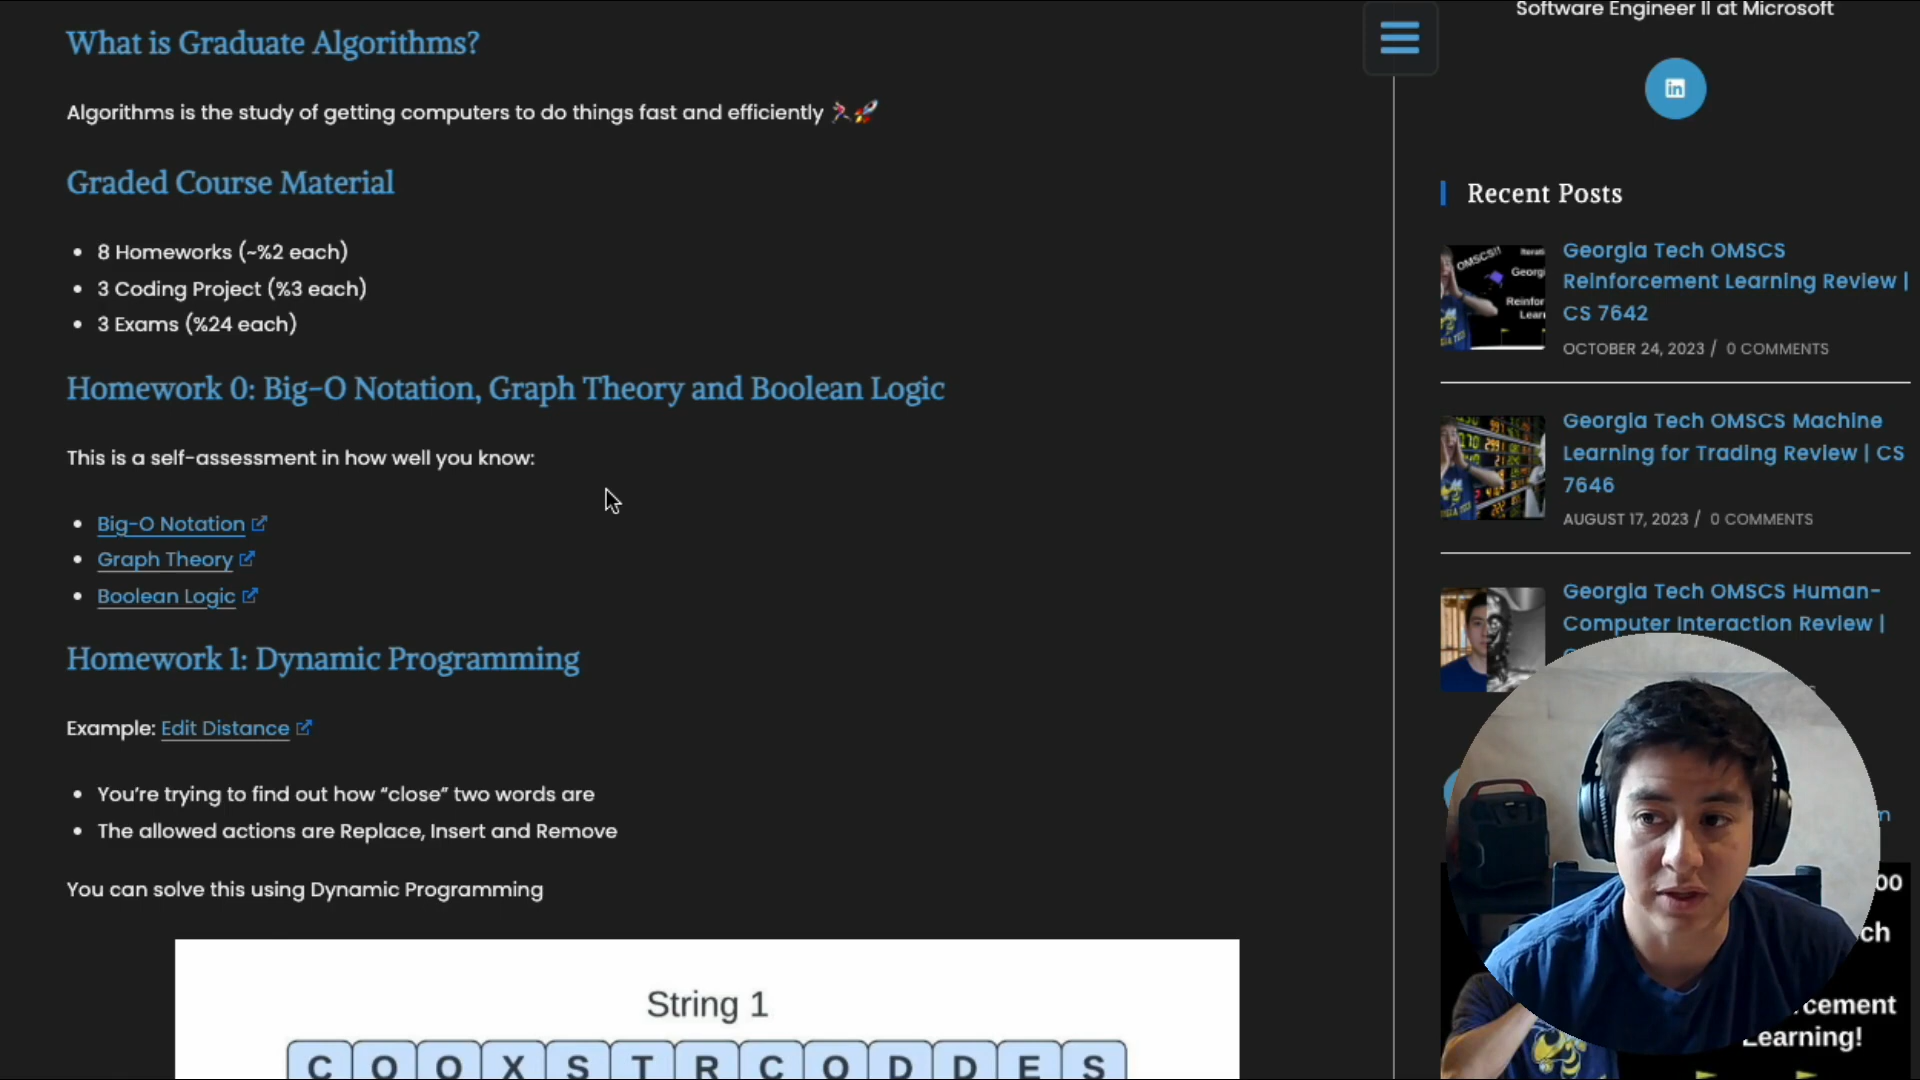 What is Graduate Algorithms?
Algorithms is the study of getting computers to do things fast and efficiently
Graded Course Material
8 Homeworks (~%2 each)
3 Coding Project (%3 each)
3 Exams (%24 each)
Homework 0: Big-O Notation, Graph Theory and Boolean Logic
This is a self-assessment in how well you know:
Big-O Notation
Graph Theory
Boolean Logic
Homework 1: Dynamic Programming
Example: Edit Distance
You’re trying to find out how “close” two words are
The allowed actions are Replace, Insert and Remove
You can solve this using Dynamic Programming
String 1
C O O X S T R C O D D E S
Software Engineer II at Microsoft
in
Recent Posts
Georgia Tech OMSCS
Reinforcement Learning Review |
CS 7642
OCTOBER 24, 2023 / 0 COMMENTS
OMSCS!!
Georgia Tech OMSCS Machine
Learning for Trading Review | CS
7646
AUGUST 17, 2023 / 0 COMMENTS
Georgia Tech OMSCS Human-
Computer Interaction Review |
Learning!